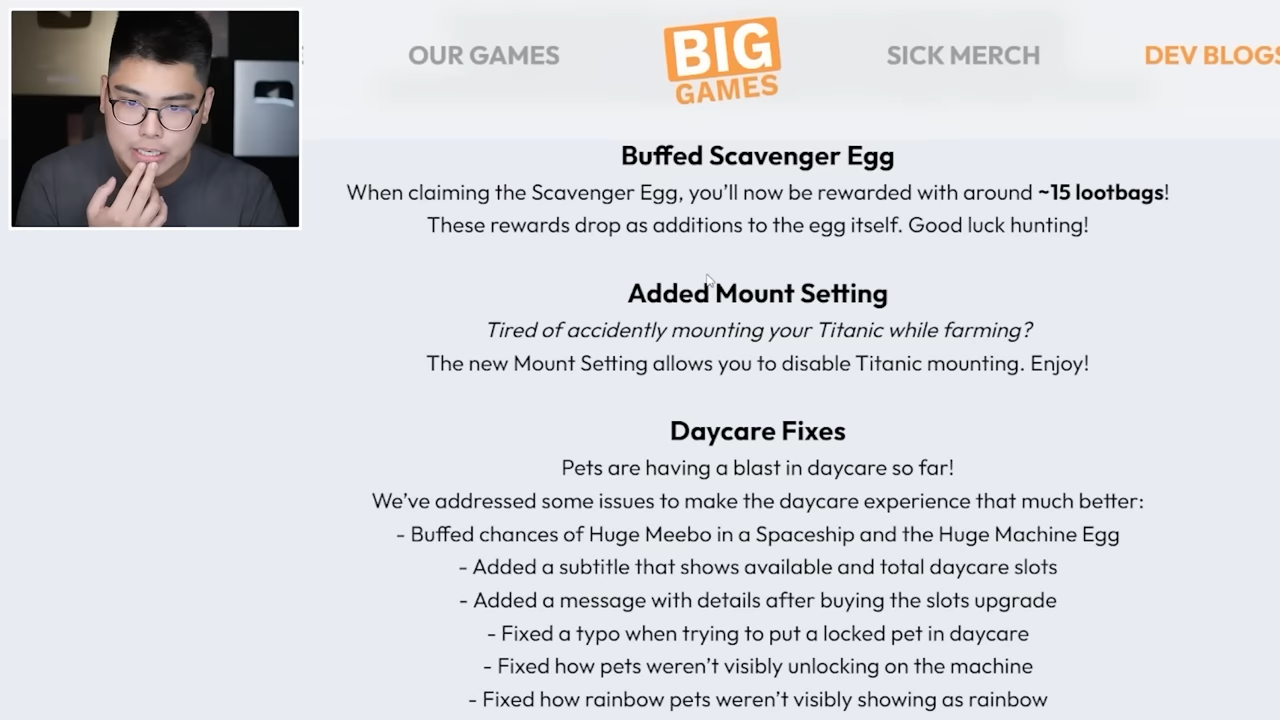 OUR GAMES
BIG
GAMES
SICK MERCH
DEV BLOGS
Buffed Scavenger Egg
When claiming the Scavenger Egg, you'll now be rewarded with around ~15 lootbags!
These rewards drop as additions to the egg itself. Good luck hunting!
Added Mount Setting
Tired of accidently mounting your Titanic while farming?
The new Mount Setting allows you to disable Titanic mounting. Enjoy!
Daycare Fixes
Pets are having a blast in daycare so far!
We've addressed some issues to make the daycare experience that much better:
- Buffed chances of Huge Meebo in a Spaceship and the Huge Machine Egg
- Added a subtitle that shows available and total daycare slots
- Added a message with details after buying the slots upgrade
- Fixed a typo when trying to put a locked pet in daycare
- Fixed how pets weren't visibly unlocking on the machine
- Fixed how rainbow pets weren't visibly showing as rainbow